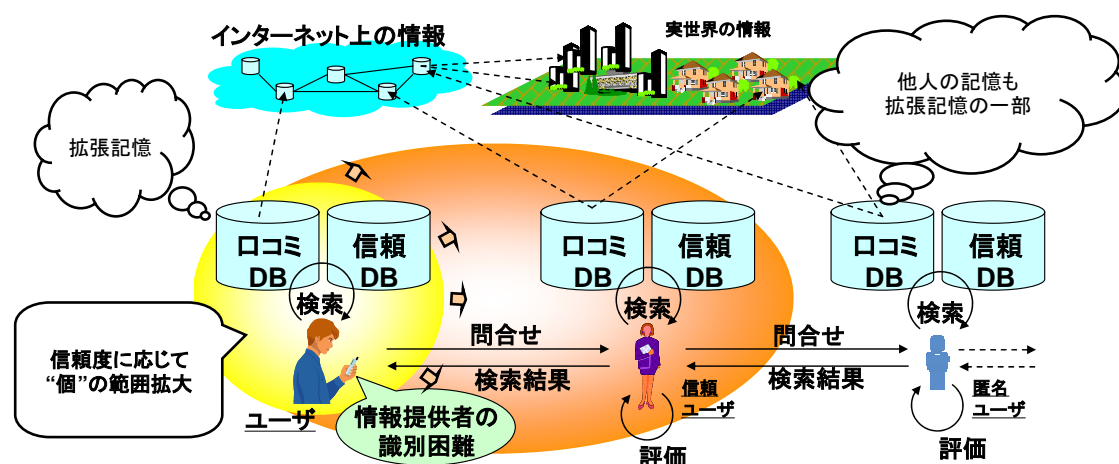 インターネット上の情報
実世界の情報
他人の記憶も
拡張記憶の一部
拡張記憶
口コミ
DB
信頼
DB
口コミ
DB
信頼
DB
口コミ
DB
信頼
DB
検索
検索
検索
信頼度に応じて
“個”の範囲拡大
問合せ
検索結果
問合せ
検索結果
ユーザ
信頼
ユーザ
匿名
ユーザ
情報提供者の
識別困難
評価
評価